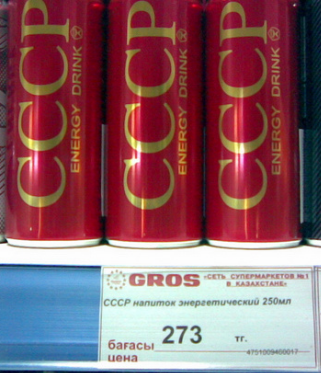 CCCP
ENERGY DRINK
CCCP
ENERGY DRINK
CCCP
ENERGY DRINK
GROS «СЕТЬ СУПЕРМАРКЕТОВ №1
В КАЗАХСТАНЕ»
СССР напиток энергетический 250мл
бағасы 273 тг.
цена
4751009400017